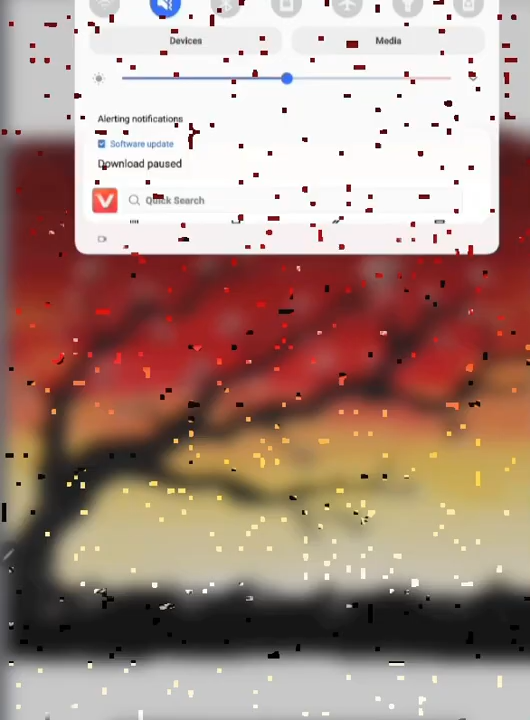 Devices
Media
Alerting notifications
Software update
Download paused
Quick Search